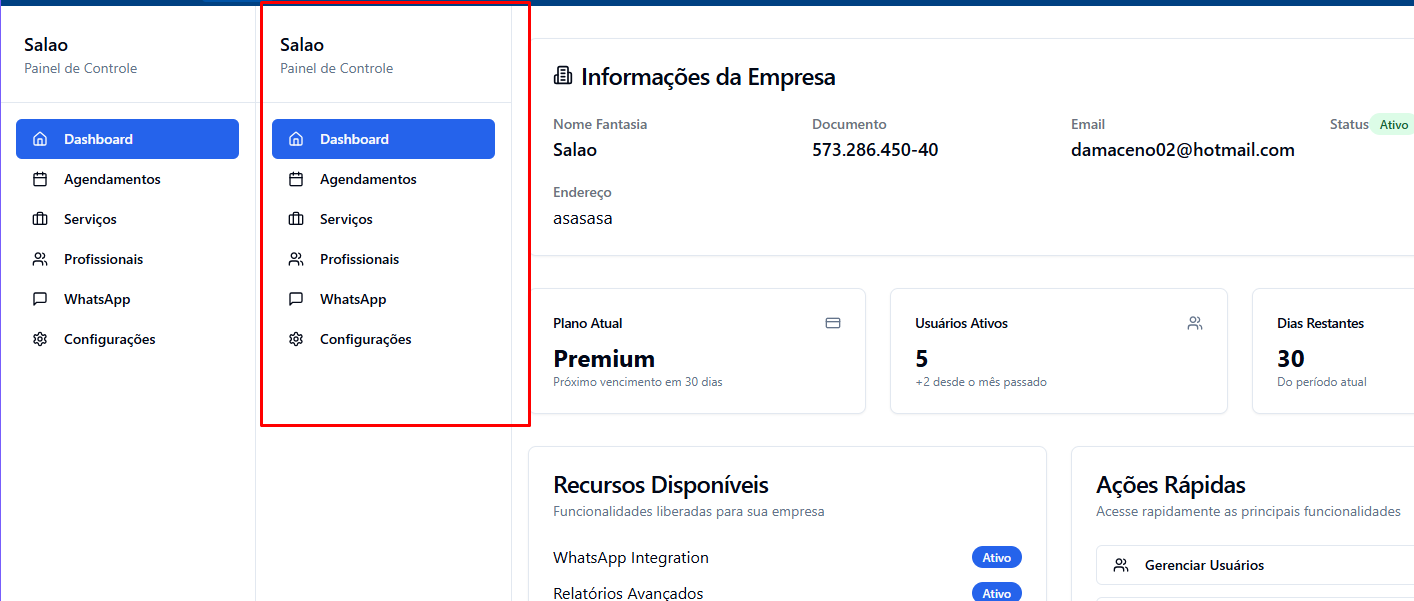 Salao
Painel de Controle
Dashboard
Agendamentos
Serviços
Profissionais
WhatsApp
Configurações
Salao
Painel de Controle
Dashboard
Agendamentos
Serviços
Profissionais
WhatsApp
Configurações
Informações da Empresa
Nome Fantasia
Salao
Documento
573.286.450-40
Email
damaceno02@hotmail.com
Status Ativo
Endereço
asasasa
Plano Atual
Premium
Próximo vencimento em 30 dias
Usuários Ativos
5
+2 desde o mês passado
Dias Restantes
30
Do período atual
Recursos Disponíveis
Funcionalidades liberadas para sua empresa
WhatsApp Integration Ativo
Relatórios Avançados Ativo
Ações Rápidas
Acesse rapidamente as principais funcionalidades
Gerenciar Usuários